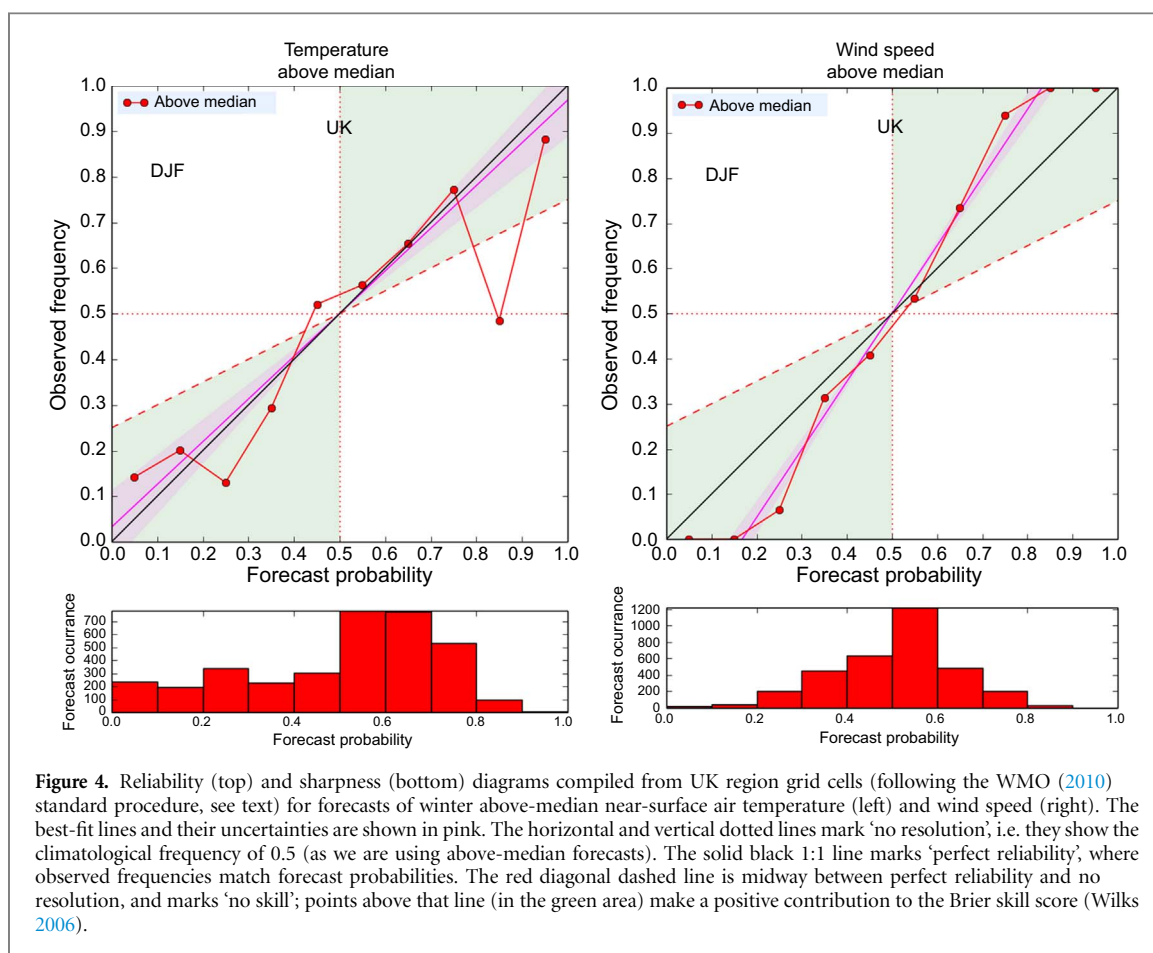 Temperature
above median
Above median
UK
DJF
1.0
0.9
0.8
0.7
0.6
0.5
0.4
0.3
0.2
0.1
0.0
Observed frequency
0.0 0.1 0.2 0.3 0.4 0.5 0.6 0.7 0.8 0.9 1.0
Forecast probability
Wind speed
above median
Above median
UK
DJF
1.0
0.9
0.8
0.7
0.6
0.5
0.4
0.3
0.2
0.1
0.0
Observed frequency
0.0 0.1 0.2 0.3 0.4 0.5 0.6 0.7 0.8 0.9 1.0
Forecast probability
Forecast ocurrance
700
600
500
400
300
200
100
0
0.0 0.2 0.4 0.6 0.8 1.0
Forecast probability
Forecast ocurrance
1200
1000
800
600
400
200
0
0.0 0.2 0.4 0.6 0.8 1.0
Forecast probability
Figure 4. Reliability (top) and sharpness (bottom) diagrams compiled from UK region grid cells (following the WMO (2010)
standard procedure, see text) for forecasts of winter above-median near-surface air temperature (left) and wind speed (right). The
best-fit lines and their uncertainties are shown in pink. The horizontal and vertical dotted lines mark ‘no resolution’, i.e. they show the
climatological frequency of 0.5 (as we are using above-median forecasts). The solid black 1:1 line marks ‘perfect reliability’, where
observed frequencies match forecast probabilities. The red diagonal dashed line is midway between perfect reliability and no
resolution, and marks ‘no skill’; points above that line (in the green area) make a positive contribution to the Brier skill score (Wilks
2006).